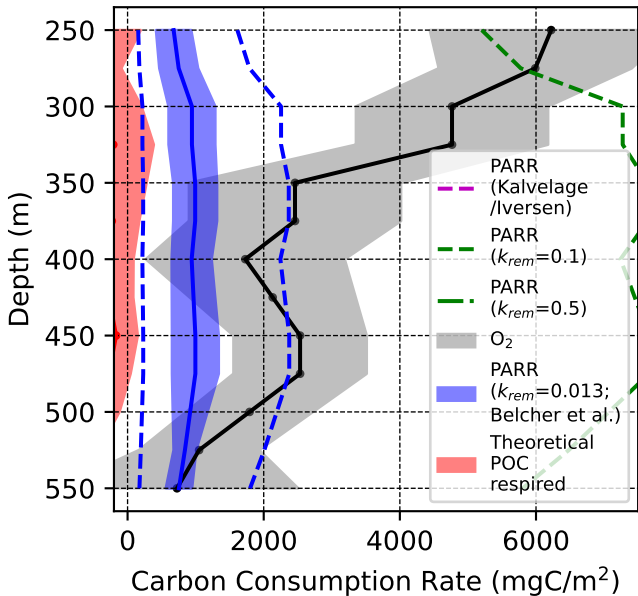 250
300
350
400
450
500
550
Depth (m)
0
2000
4000
6000
Carbon Consumption Rate (mgC/m²)
PARR
(Kalvelage
/Iversen)
PARR
(k_rem=0.1)
PARR
(k_rem=0.5)
O₂
PARR
(k_rem=0.013;
Belcher et al.)
Theoretical
POC
respired